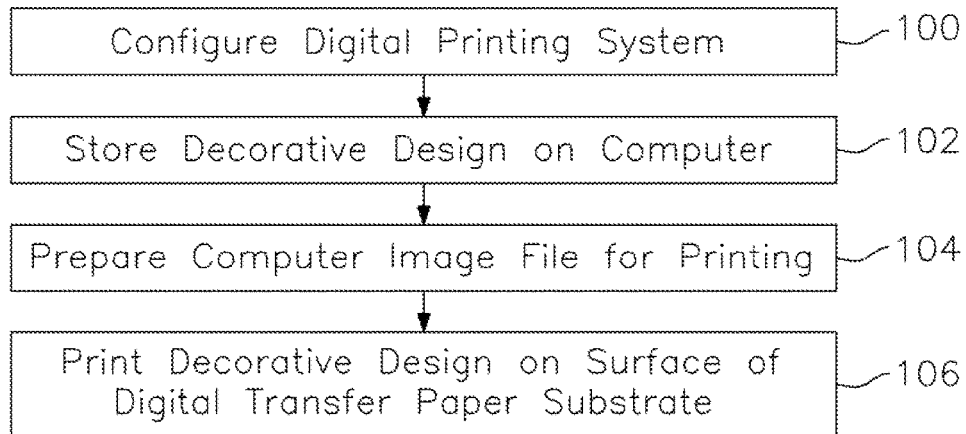 Configure Digital Printing System 100
Store Decorative Design on Computer 102
Prepare Computer Image File for Printing 104
Print Decorative Design on Surface of
Digital Transfer Paper Substrate 106